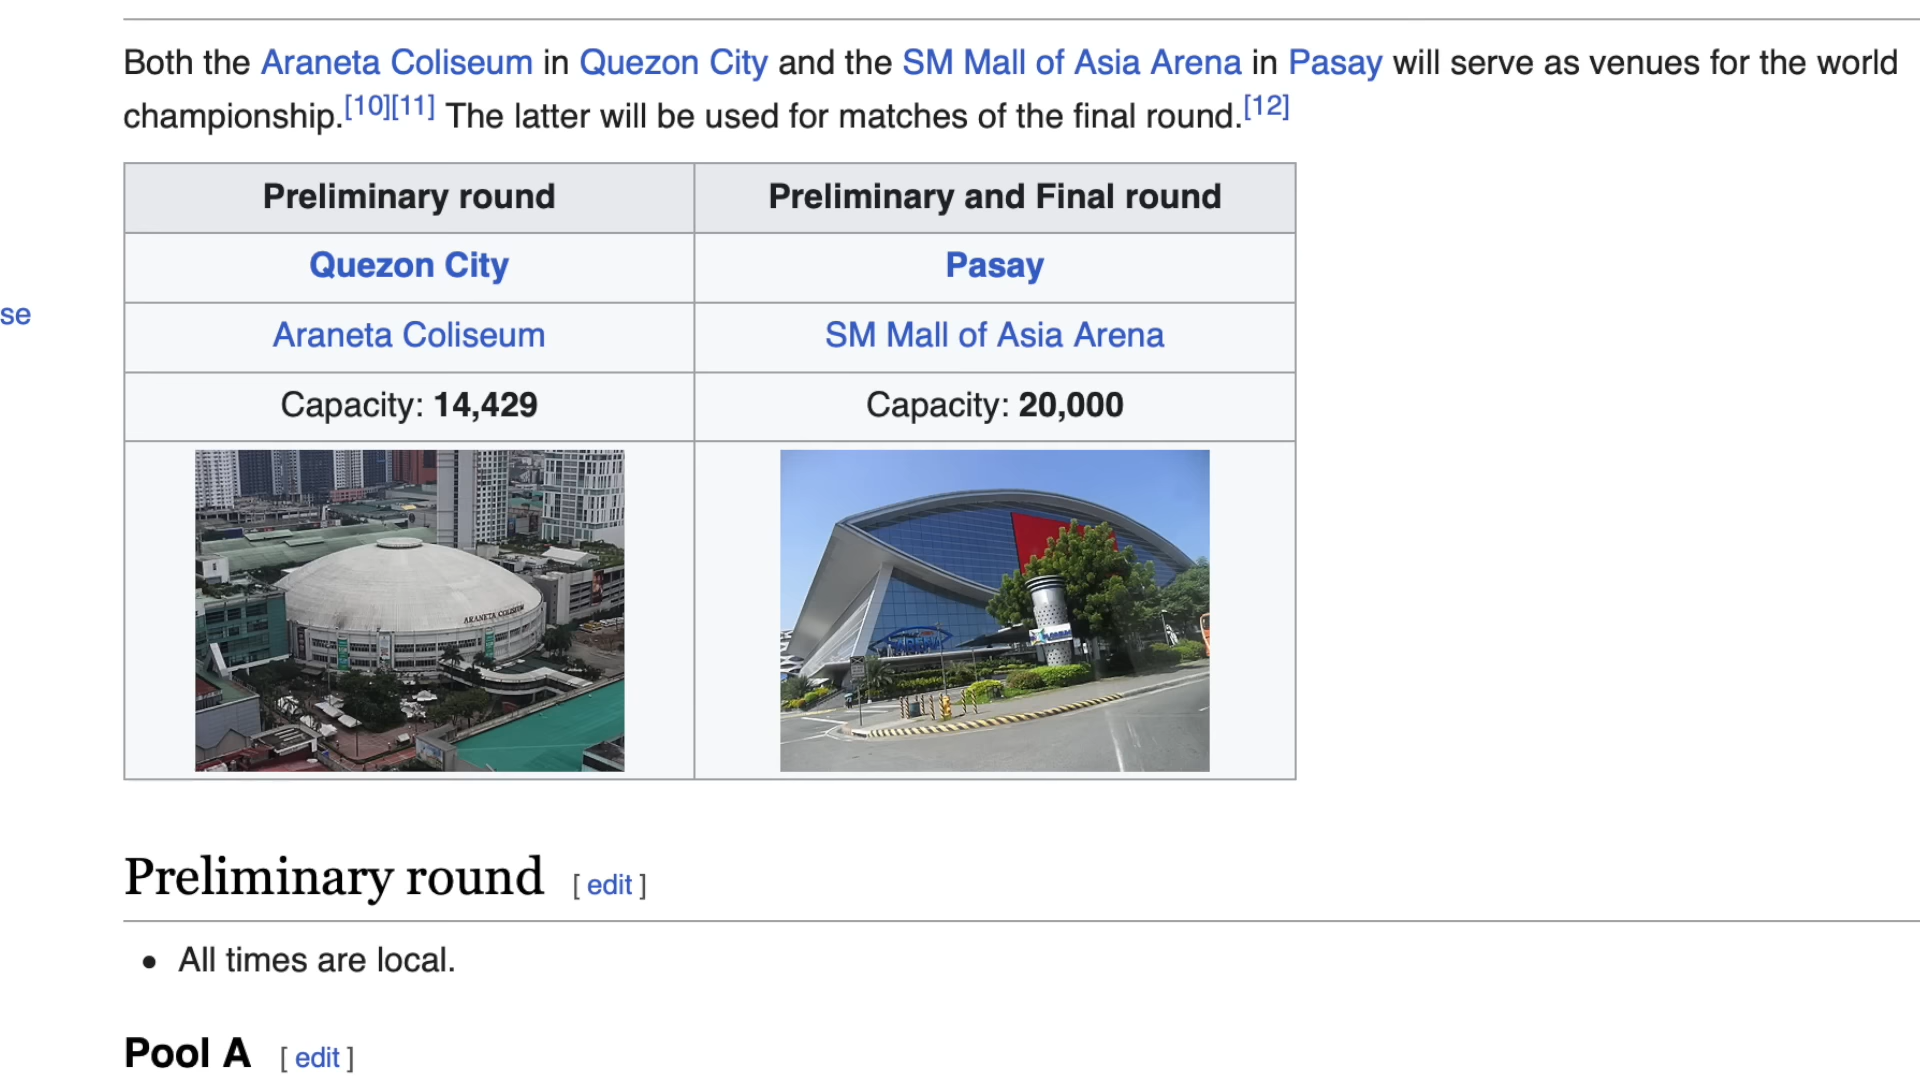 Both the Araneta Coliseum in Quezon City and the SM Mall of Asia Arena in Pasay will serve as venues for the world
championship.[10][11] The latter will be used for matches of the final round.[12]
Preliminary round
Preliminary and Final round
Quezon City
Pasay
se
Araneta Coliseum
SM Mall of Asia Arena
Capacity: 14,429
Capacity: 20,000
ARANETA COLISEUM
ARENA
Preliminary round [ edit ]
• All times are local.
Pool A [ edit ]